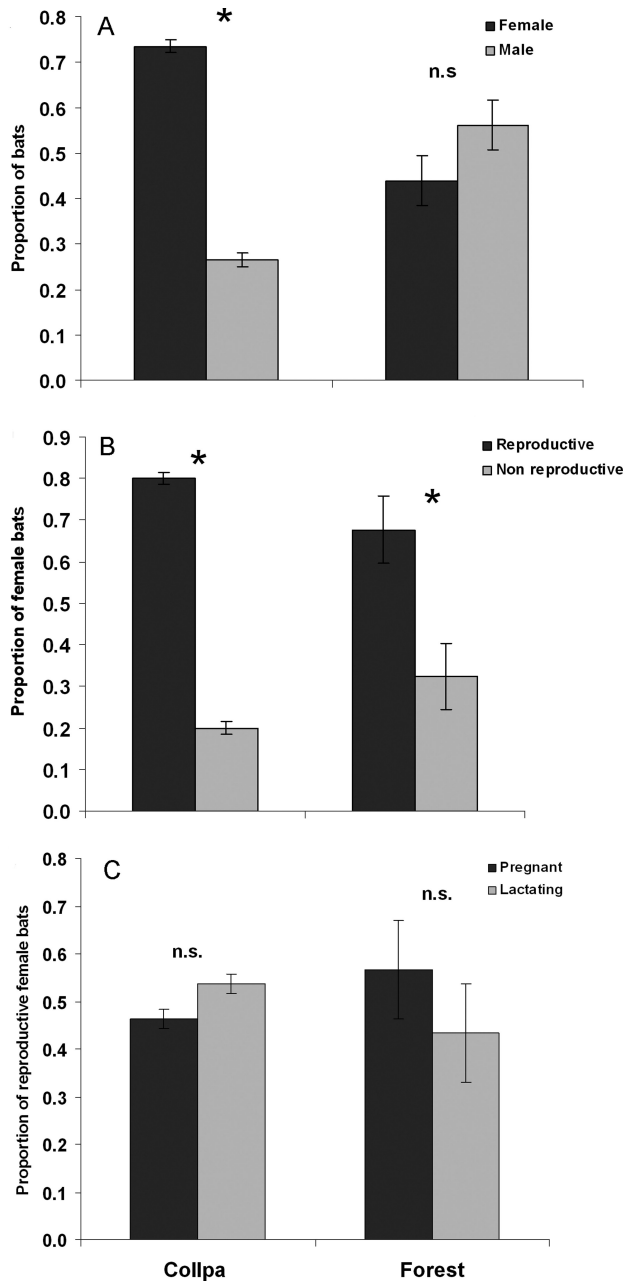 A
*
Female
Male
n.s
Proportion of bats
0.8
0.7
0.6
0.5
0.4
0.3
0.2
0.1
0.0
B
*
*
Reproductive
Non reproductive
Proportion of female bats
0.9
0.8
0.7
0.6
0.5
0.4
0.3
0.2
0.1
0.0
C
Pregnant
Lactating
n.s.
n.s.
Proportion of reproductive female bats
0.8
0.7
0.6
0.5
0.4
0.3
0.2
0.1
0.0
Collpa
Forest